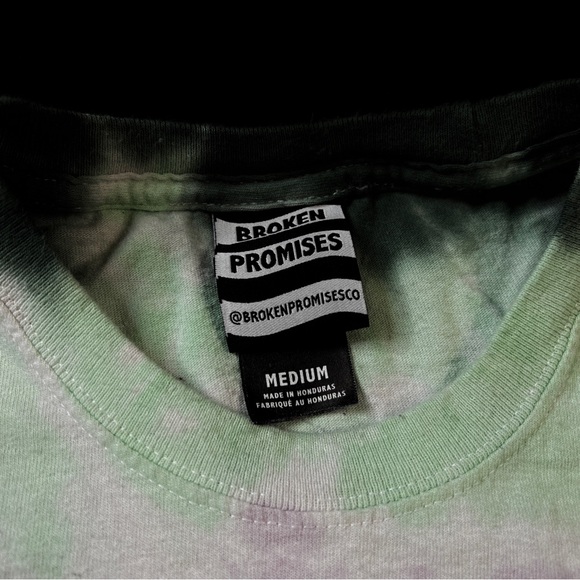 BROKEN
PROMISES
@BROKENPROMISESCO
MEDIUM
MADE IN HONDURAS
FABRIQUÉ AU HONDURAS